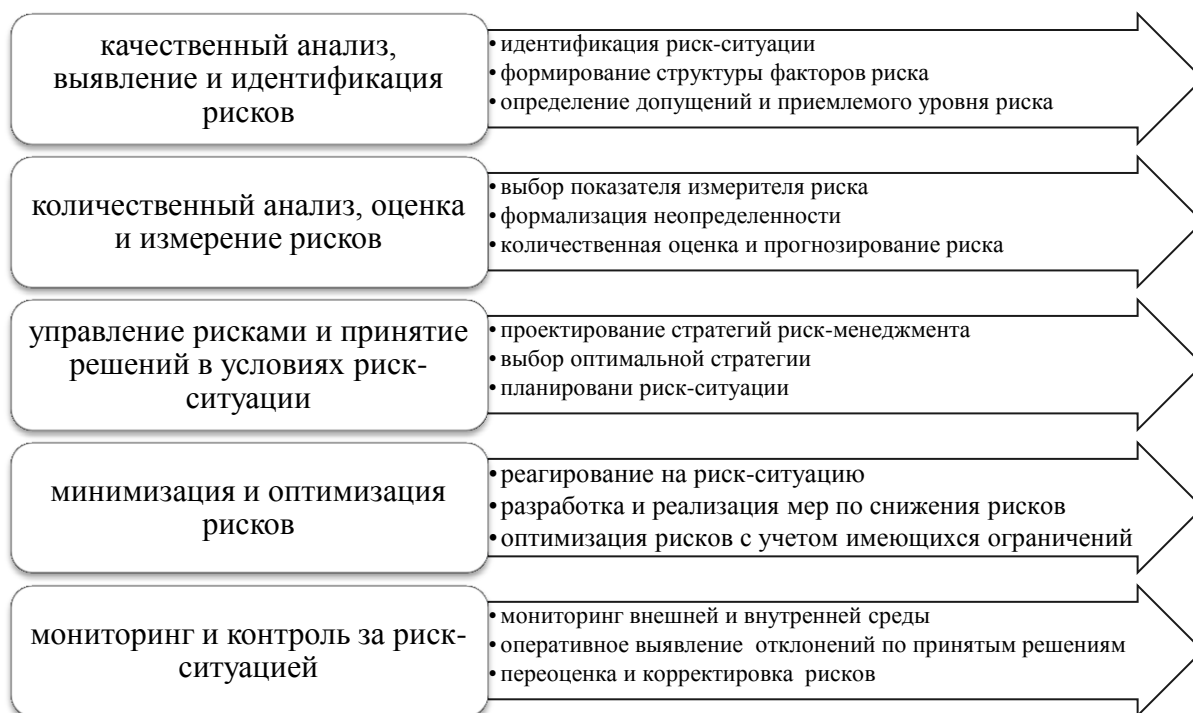 качественный анализ,
выявление и идентификация
рисков
• идентификация риск-ситуации
• формирование структуры факторов риска
• определение допущений и приемлемого уровня риска
количественный анализ, оценка
и измерение рисков
• выбор показателя измерителя риска
• формализация неопределенности
• количественная оценка и прогнозирование риска
управление рисками и принятие
решений в условиях риск-
ситуации
• проектирование стратегий риск-менеджмента
• выбор оптимальной стратегии
• планировани риск-ситуации
минимизация и оптимизация
рисков
• реагирование на риск-ситуацию
• разработка и реализация мер по снижения рисков
• оптимизация рисков с учетом имеющихся ограничений
мониторинг и контроль за риск-
ситуацией
• мониторинг внешней и внутренней среды
• оперативное выявление отклонений по принятым решениям
• переоценка и корректировка рисков